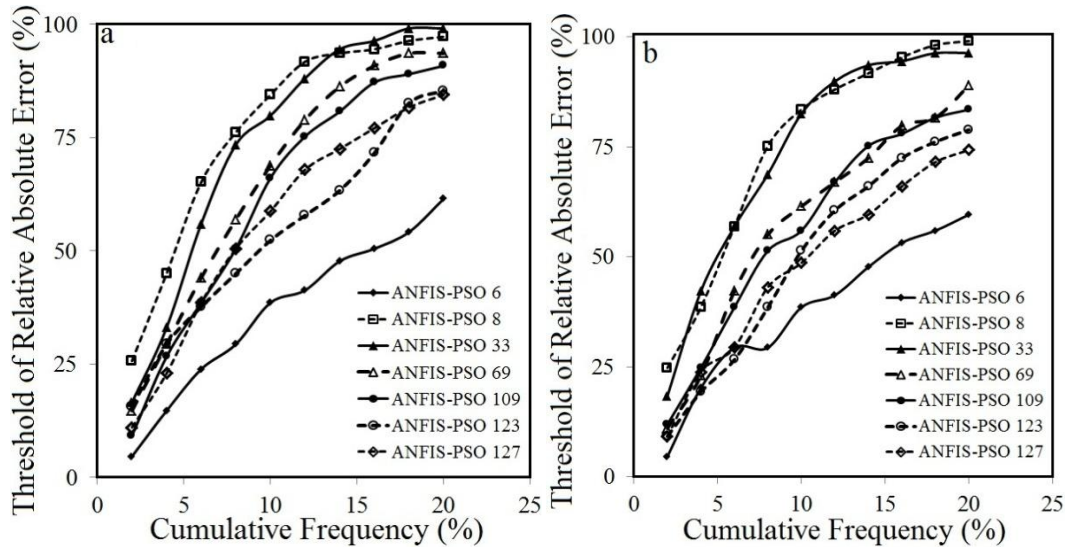 a
Threshold of Relative Absolute Error (%)
100
75
50
25
0
0 5 10 15 20 25
Cumulative Frequency (%)
ANFIS-PSO 6
ANFIS-PSO 8
ANFIS-PSO 33
ANFIS-PSO 69
ANFIS-PSO 109
ANFIS-PSO 123
ANFIS-PSO 127
b
Threshold of Relative Absolute Error (%)
100
75
50
25
0
0 5 10 15 20 25
Cumulative Frequency (%)
ANFIS-PSO 6
ANFIS-PSO 8
ANFIS-PSO 33
ANFIS-PSO 69
ANFIS-PSO 109
ANFIS-PSO 123
ANFIS-PSO 127